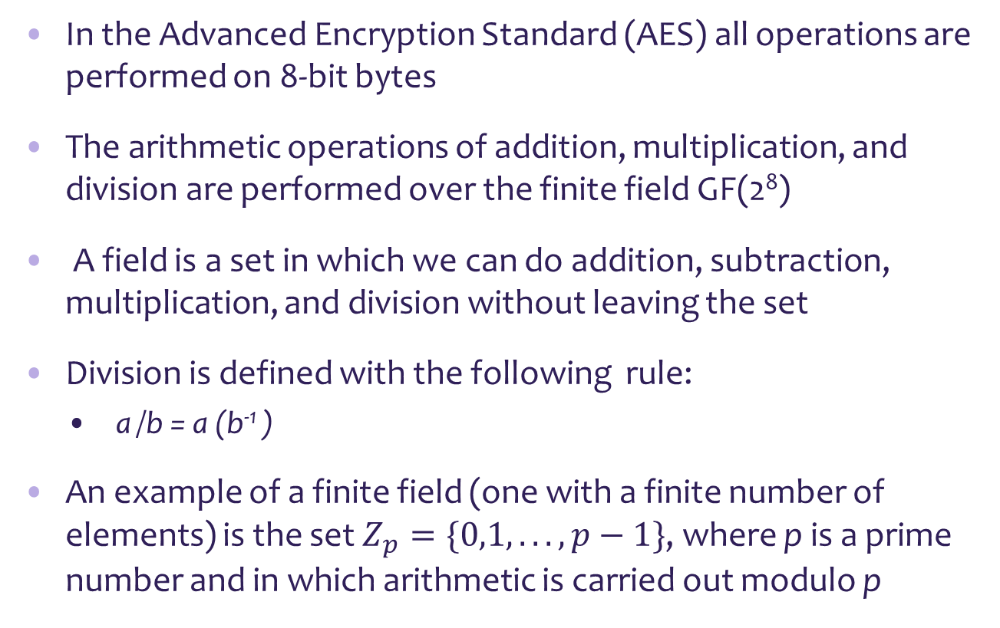 • In the Advanced Encryption Standard (AES) all operations are
performed on 8-bit bytes
• The arithmetic operations of addition, multiplication, and
division are performed over the finite field GF(2⁸)
• A field is a set in which we can do addition, subtraction,
multiplication, and division without leaving the set
• Division is defined with the following rule:
• a /b = a (b⁻¹ )
• An example of a finite field (one with a finite number of
elements) is the set Zₚ = {0,1, . . . , p − 1}, where p is a prime
number and in which arithmetic is carried out modulo p